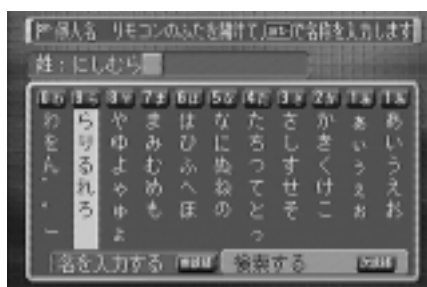 個人名 リモコンのふたを開けて、で名称を入力します
姓：にしむら
わ ら や ま は な た さ か ぁ あ
を り ゆ み ひ に ち し き ぃ い
ん る よ む ふ ぬ つ す く ぅ う
゛ れ ゃ め へ ね て せ け ぇ え
゜ ろ ゅ も ほ の と そ こ ぉ お
ー ょ っ
名を入力する 検索する